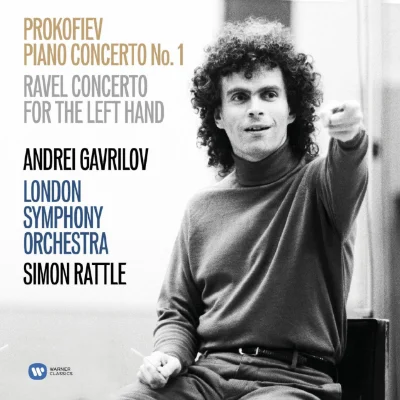 PROKOFIEV
PIANO CONCERTO No. 1
RAVEL CONCERTO
FOR THE LEFT HAND
ANDREI GAVRILOV
LONDON
SYMPHONY
ORCHESTRA
SIMON RATTLE
WARNER
CLASSICS